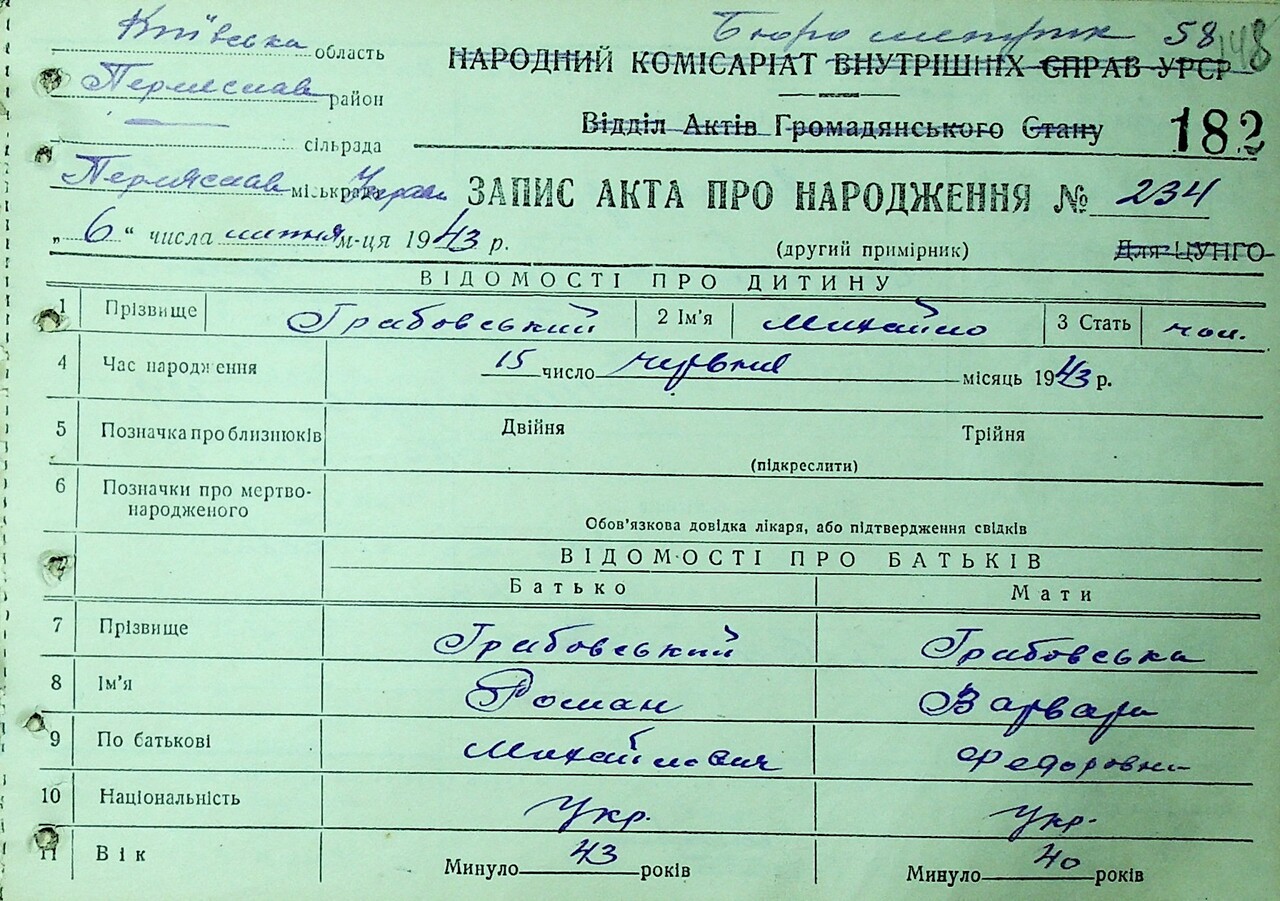 Київська область
Бюро метрик 58 148
НАРОДНИЙ КОМІСАРІАТ ВНУТРІШНІХ СПРАВ УРСР
Переяслав район
Відділ Актів Громадянського Стану
182
сільрада
Переяслав міськрада Управ
ЗАПИС АКТА ПРО НАРОДЖЕННЯ № 234
„ 6 “ числа липня м-ця 1943 р.
(другий примірник)
Для ЦУНГО
ВІДОМОСТІ ПРО ДИТИНУ
1 Прізвище Грабовський 2 Ім'я Михайло 3 Стать чол.
4 Час народження 15 число червня місяць 1943 р.
5 Позначка про близнюків Двійня Трійня
(підкреслити)
6 Позначки про мертво-
народженого
Обов'язкова довідка лікаря, або підтвердження свідків
ВІДОМОСТІ ПРО БАТЬКІВ
Батько Мати
7 Прізвище Грабовський Грабовська
8 Ім'я Роман Варвара
9 По батькові Михайлович Федоровна
10 Національність Укр. Укр.
11 Вік Минуло 43 років Минуло 40 років